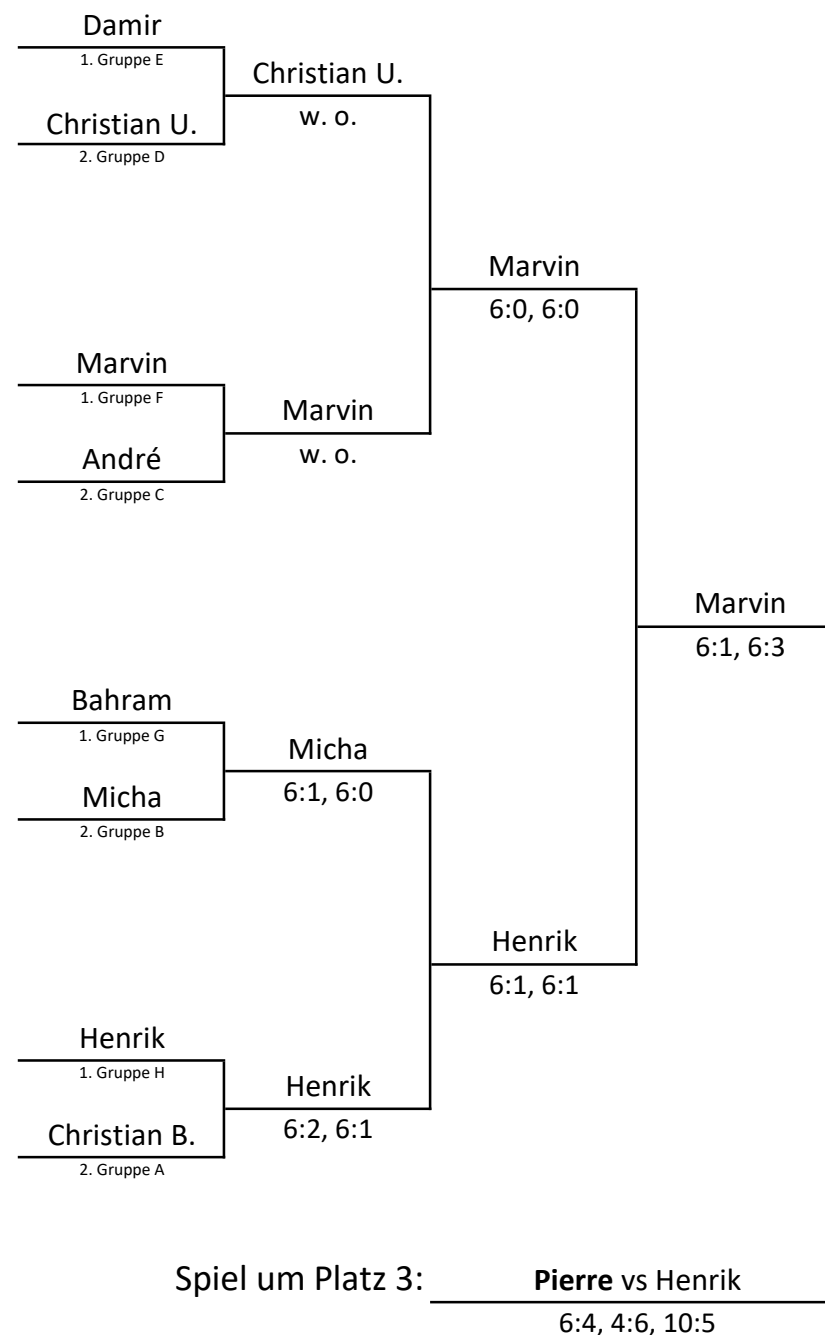 Damir
1. Gruppe E
Christian U.
w. o.
Christian U.
2. Gruppe D
Marvin
6:0, 6:0
Marvin
1. Gruppe F
Marvin
w. o.
André
2. Gruppe C
Marvin
6:1, 6:3
Bahram
1. Gruppe G
Micha
6:1, 6:0
Micha
2. Gruppe B
Henrik
6:1, 6:1
Henrik
1. Gruppe H
Henrik
6:2, 6:1
Christian B.
2. Gruppe A
Spiel um Platz 3: Pierre vs Henrik
6:4, 4:6, 10:5